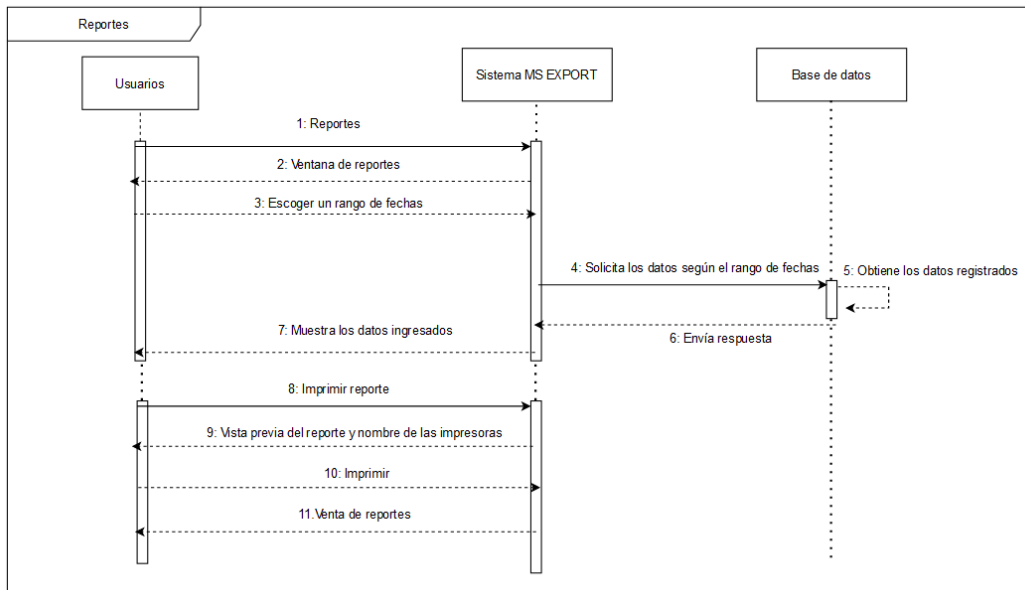 Reportes
Usuarios
Sistema MS EXPORT
Base de datos
1: Reportes
2: Ventana de reportes
3: Escoger un rango de fechas
4: Solicita los datos según el rango de fechas
5: Obtiene los datos registrados
6: Envía respuesta
7: Muestra los datos ingresados
8: Imprimir reporte
9: Vista previa del reporte y nombre de las impresoras
10: Imprimir
11.Venta de reportes